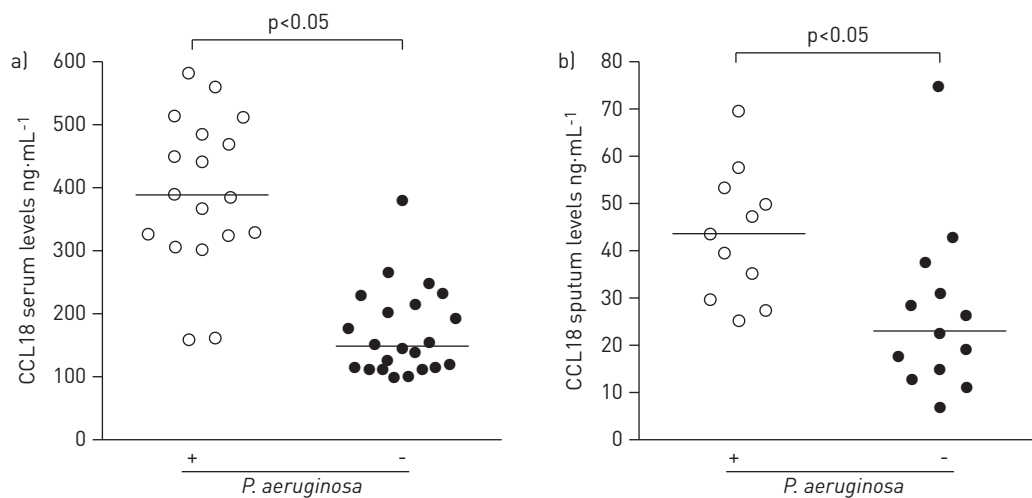 a)
p<0.05
CCL18 serum levels ng·mL-1
600
500
400
300
200
100
0
+ -
P. aeruginosa
b)
p<0.05
CCL18 sputum levels ng·mL-1
80
70
60
50
40
30
20
10
0
+ -
P. aeruginosa